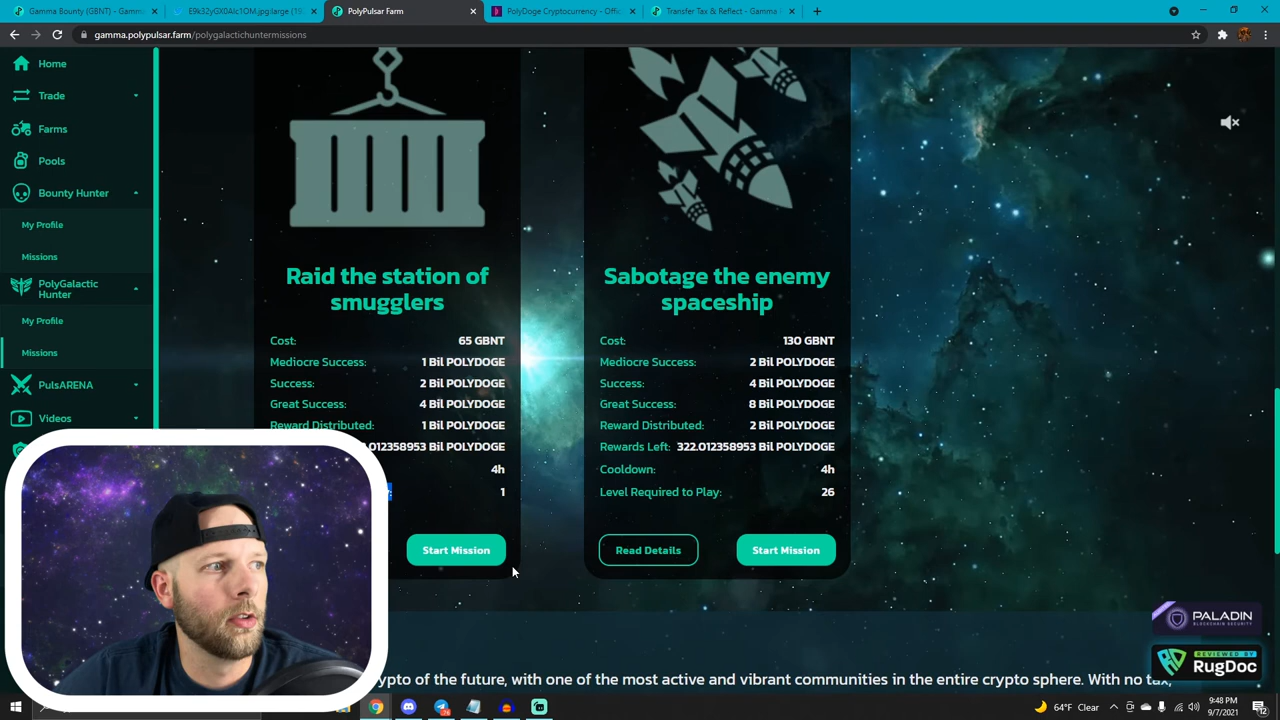 Gamma Bounty (GBNT) - Gamma
E9k32yGX0AIc1OM.jpg:large (19
PolyPulsar Farm
PolyDoge Cryptocurrency - Offic
Transfer Tax & Reflect - Gamma
gamma.polypulsar.farm/polygalactichuntermissions
Home
Trade
Farms
Pools
Bounty Hunter
My Profile
Missions
PolyGalactic
Hunter
My Profile
Missions
PulsARENA
Videos
Raid the station of
smugglers
Cost: 65 GBNT
Mediocre Success: 1 Bil POLYDOGE
Success: 2 Bil POLYDOGE
Great Success: 4 Bil POLYDOGE
Reward Distributed: 1 Bil POLYDOGE
.012358953 Bil POLYDOGE
4h
1
Start Mission
Sabotage the enemy
spaceship
Cost: 130 GBNT
Mediocre Success: 2 Bil POLYDOGE
Success: 4 Bil POLYDOGE
Great Success: 8 Bil POLYDOGE
Reward Distributed: 2 Bil POLYDOGE
Rewards Left: 322.012358953 Bil POLYDOGE
Cooldown: 4h
Level Required to Play: 26
Read Details
Start Mission
PALADIN
BLOCKCHAIN SECURITY
REVIEWED BY
RugDoc
ypto of the future, with one of the most active and vibrant communities in the entire crypto sphere. With no tax,
64°F Clear
9:48 PM
9/7/2021